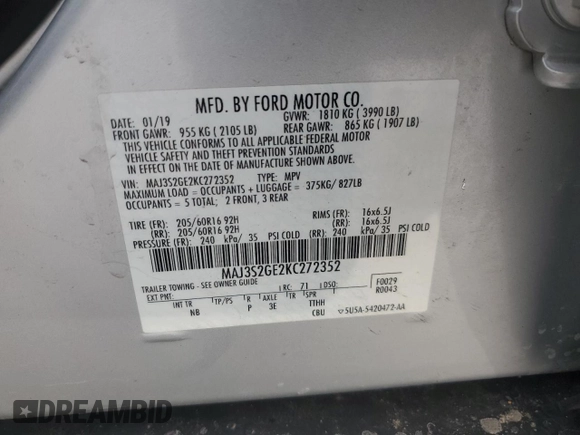 MFD. BY FORD MOTOR CO.
DATE: 01/19 GVWR: 1810 KG (3990 LB)
FRONT GAWR: 955 KG (2105 LB) REAR GAWR: 865 KG (1907 LB)
THIS VEHICLE CONFORMS TO ALL APPLICABLE FEDERAL MOTOR
VEHICLE SAFETY AND THEFT PREVENTION STANDARDS
IN EFFECT ON THE DATE OF MANUFACTURE SHOWN ABOVE.
VIN: MAJ3S2GE2KC272352 TYPE: MPV
MAXIMUM LOAD = OCCUPANTS + LUGGAGE = 375KG/ 827LB
OCCUPANTS = 5 TOTAL; 2 FRONT, 3 REAR
TIRE (FR): 205/60R16 92H RIMS (FR): 16x6.5J
(RR): 205/60R16 92H (RR): 16x6.5J
PRESSURE (FR): 240 kPa/ 35 PSI COLD (RR): 240 kPa/ 35 PSI COLD
MAJ3S2GE2KC272352
TRAILER TOWING - SEE OWNER GUIDE
EXT PNT: RC: 71 DSO: F0029
INT TR TP/PS R AXLE TR SPR R0043
NB P 3E TTHH
CBU 5U5A-5420472-AA
DREAMBID